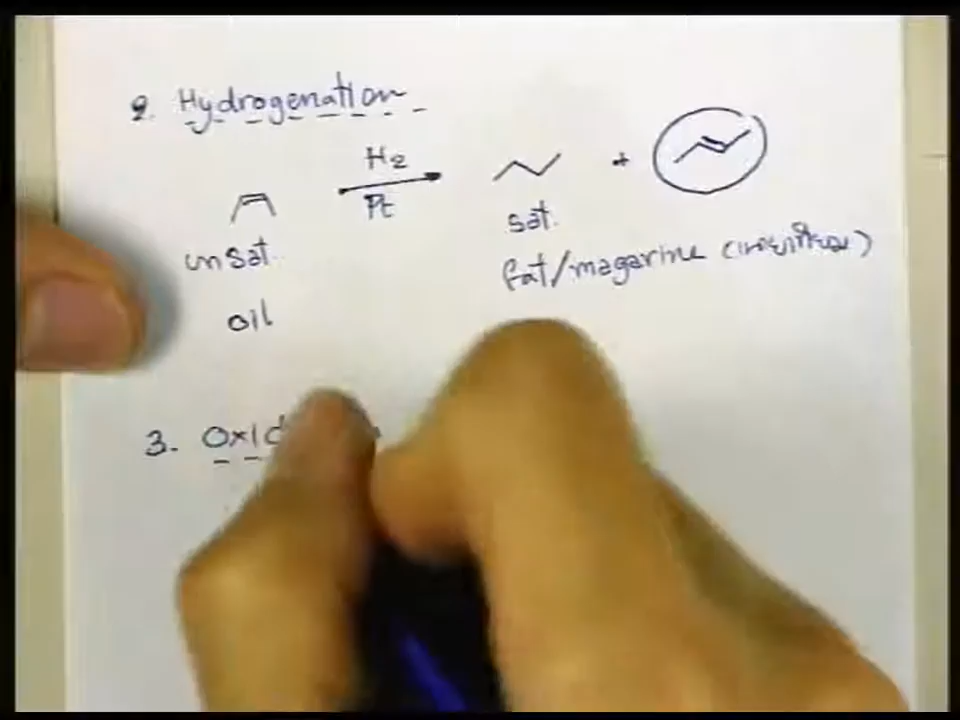 2. Hydrogenation
H2
Pt
+
unsat.
sat.
oil
fat/magarine
3. Oxid